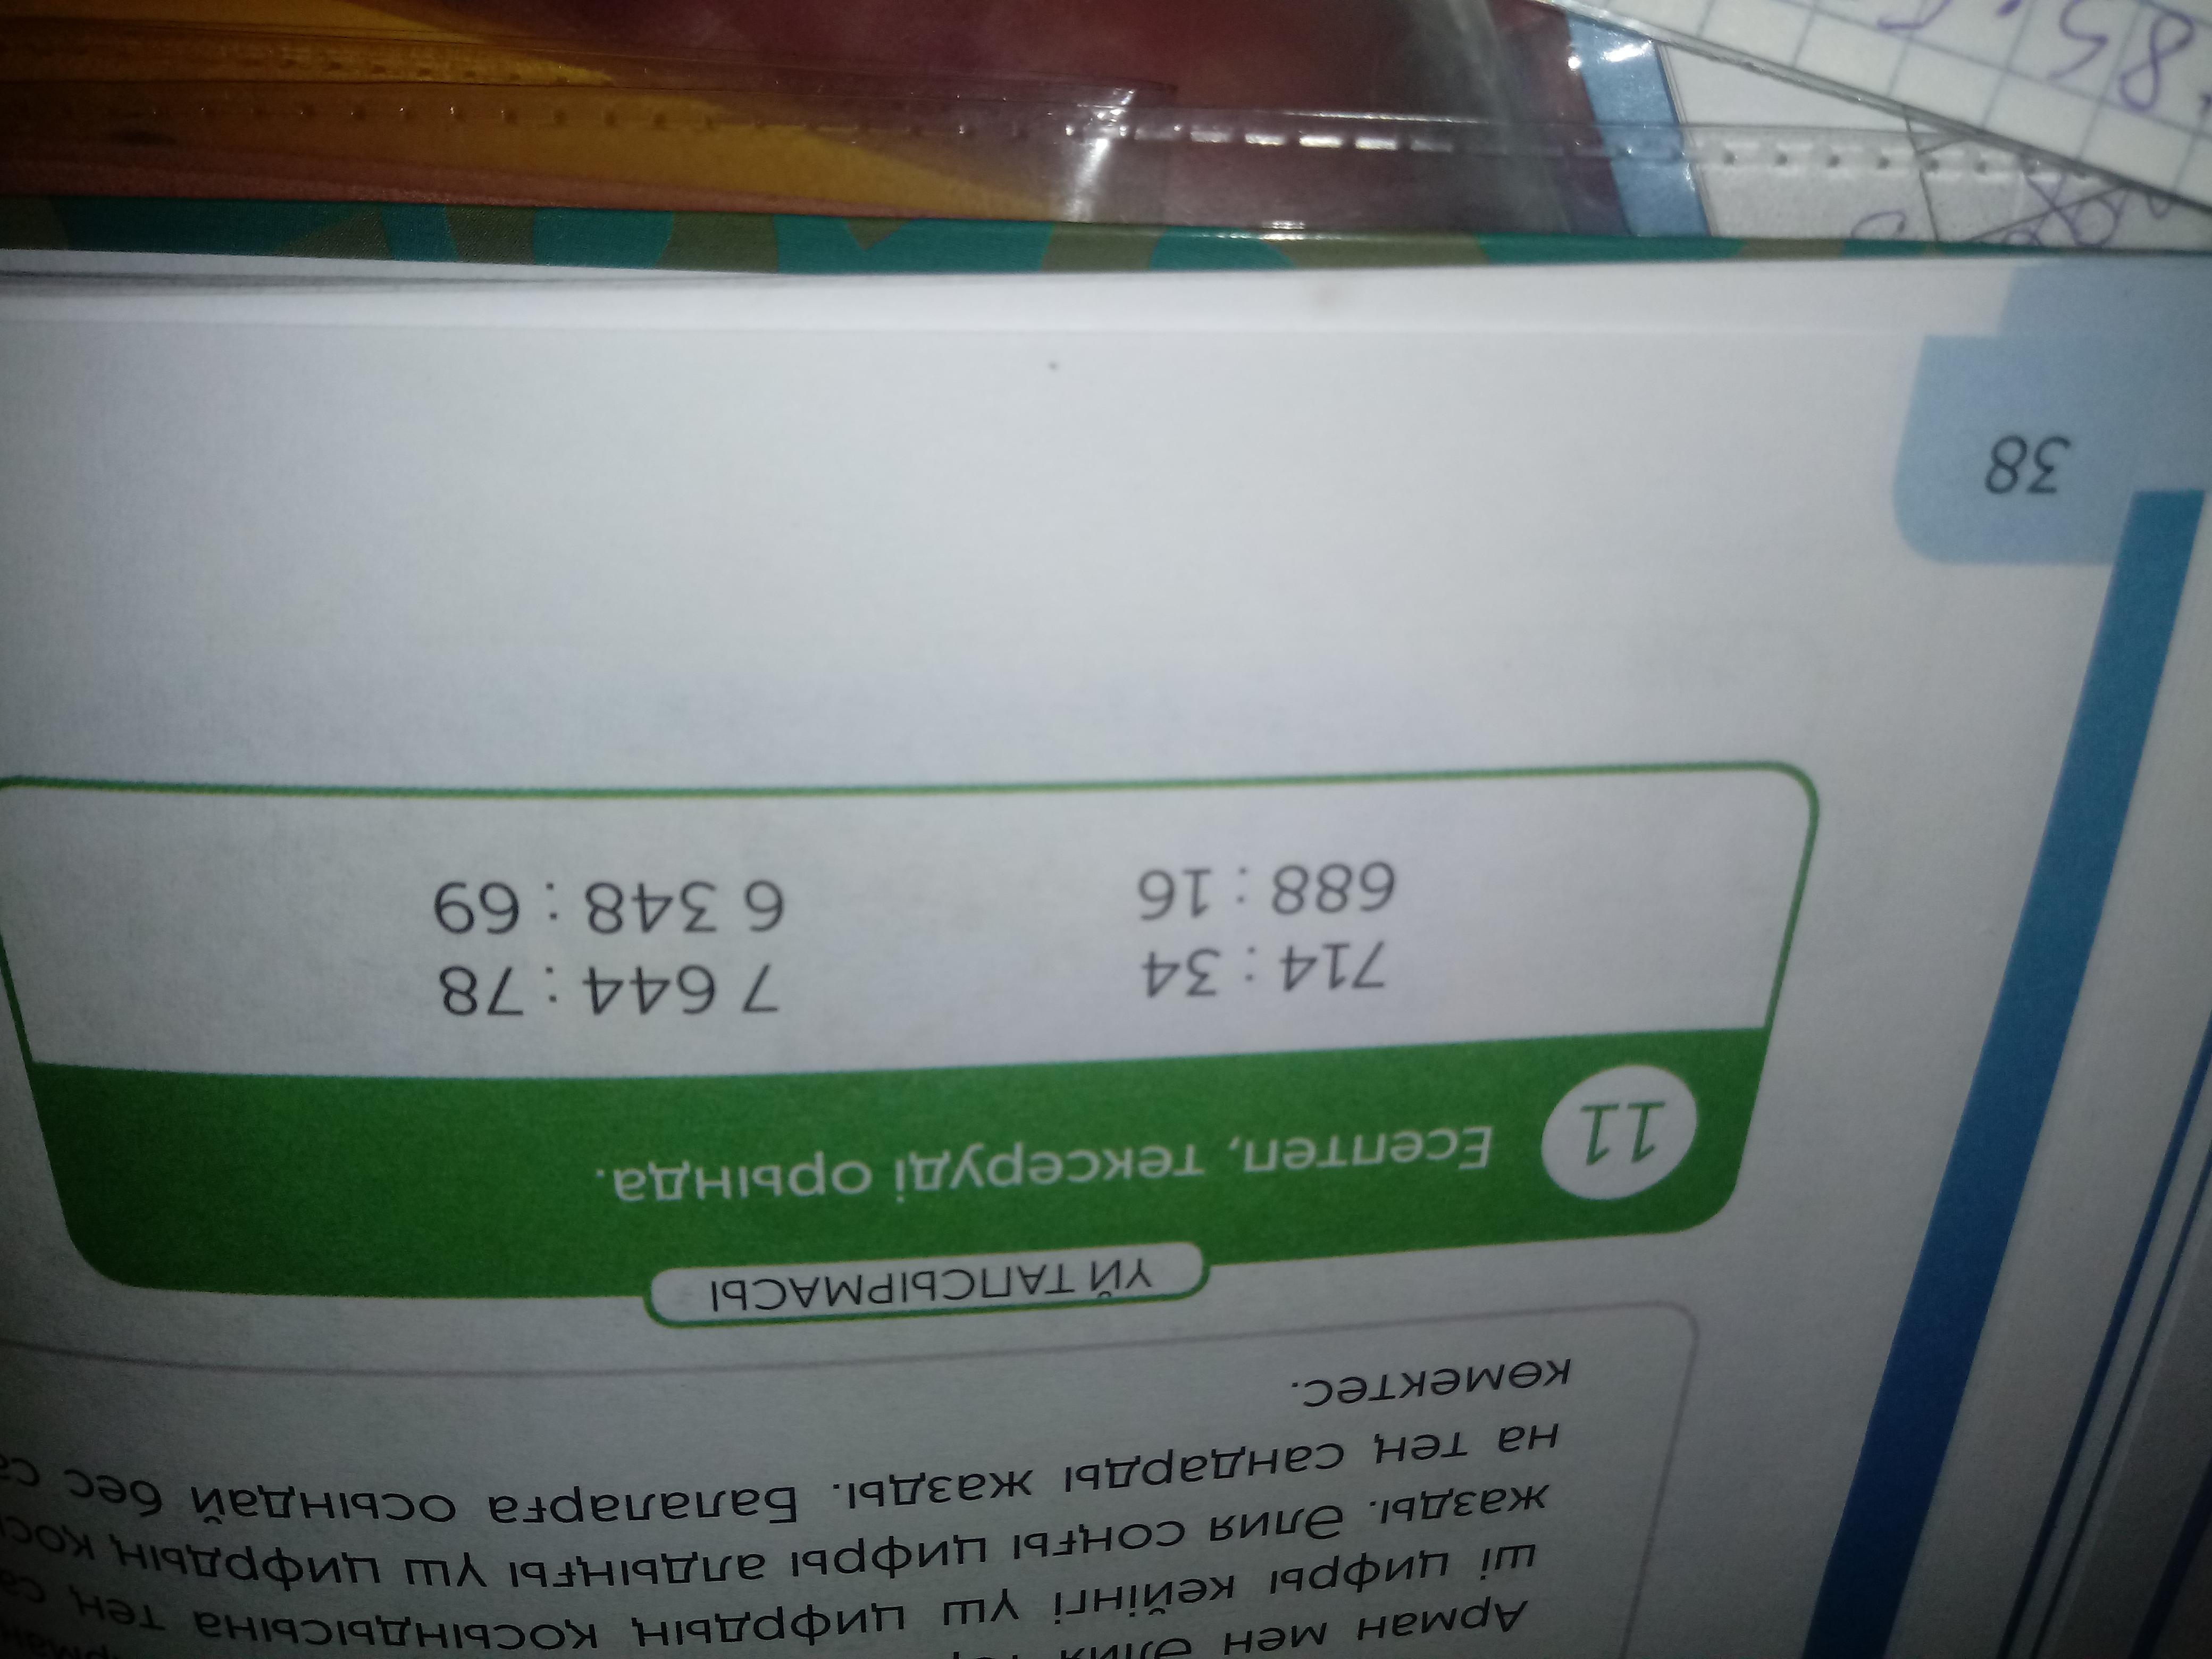 Арман мен Әлия
ші цифры кейінгі үш цифрдың қосындысына тең
жазды. Әлия соңғы цифры алдыңғы үш цифрдың
на тең сандарды жазды. Балаларға осындай бес
көмектес.
ҮЙ ТАПСЫРМАСЫ
11 Есептеп, тексеруді орында.
714 : 34 7 644 : 78
688 : 16 6 348 : 69
38
85